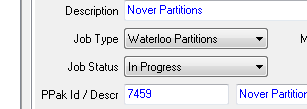 Description Nover Partitions
Job Type Waterloo Partitions M
Job Status In Progress
PPak Id / Descr 7459 Nover Partition